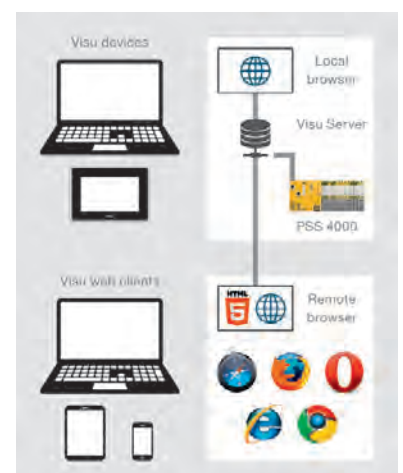 Visu devices
Local
browser
Visu Server
PSS 4000
Visu web clients
HTML
5
Remote
browser